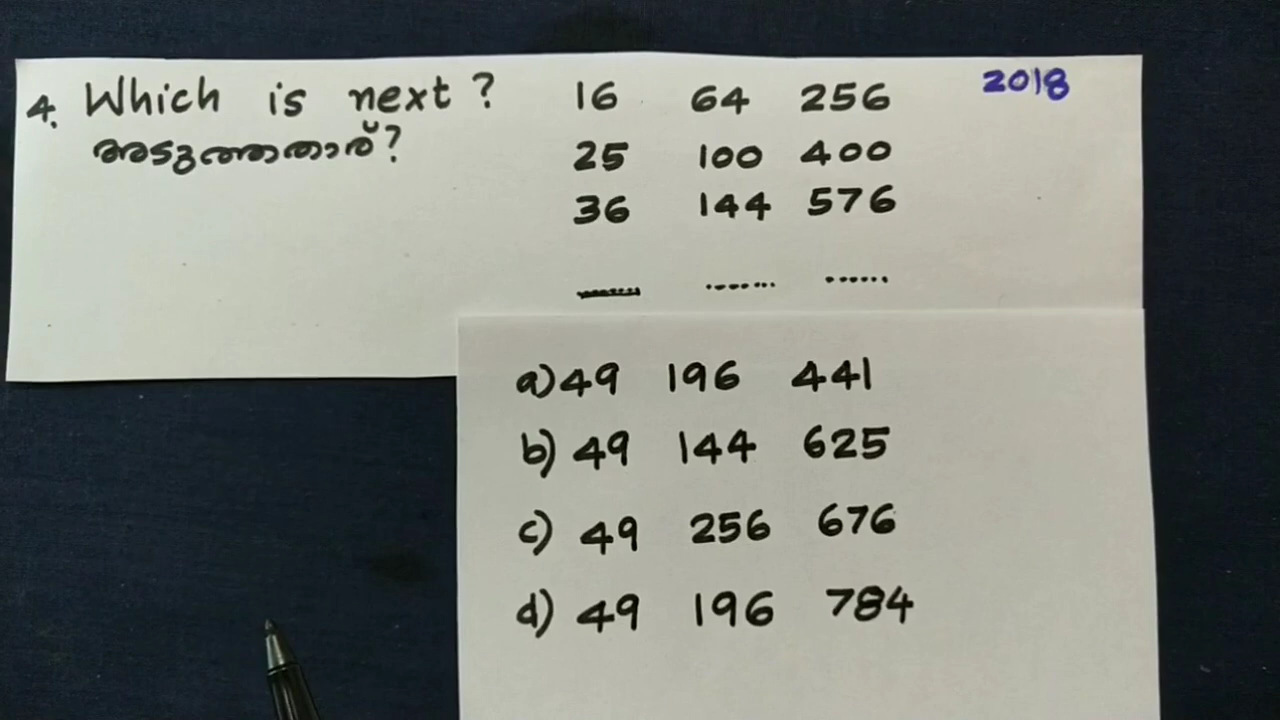 4. Which is next? 16 64 256 2018
അടുത്തതാര്? 25 100 400
36 144 576
...... ....... ......
a) 49 196 441
b) 49 144 625
c) 49 256 676
d) 49 196 784